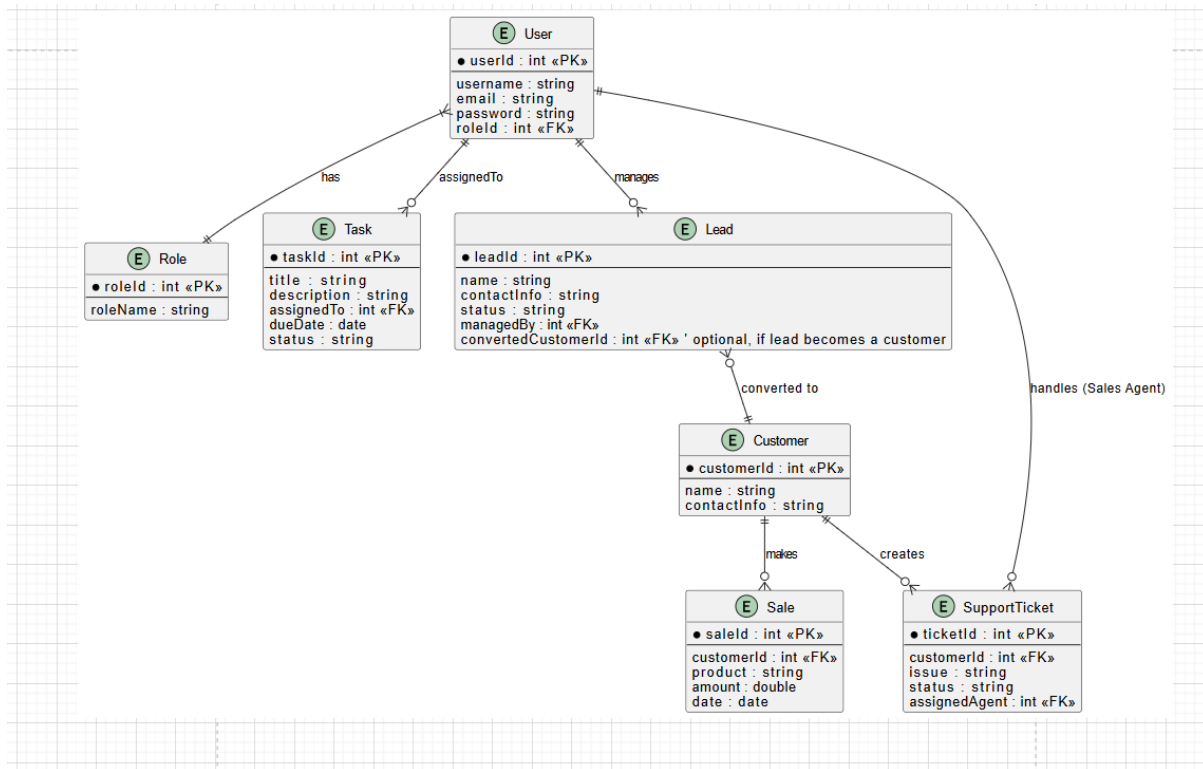 E User
● userId : int «PK»
username : string
email : string
password : string
roleId : int «FK»
has
assignedTo
manages
E Role
● roleId : int «PK»
roleName : string
E Task
● taskId : int «PK»
title : string
description : string
assignedTo : int «FK»
dueDate : date
status : string
E Lead
● leadId : int «PK»
name : string
contactInfo : string
status : string
managedBy : int «FK»
convertedCustomerId : int «FK» ' optional, if lead becomes a customer
converted to
handles (Sales Agent)
E Customer
● customerId : int «PK»
name : string
contactInfo : string
makes
creates
E Sale
● saleId : int «PK»
customerId : int «FK»
product : string
amount : double
date : date
E SupportTicket
● ticketId : int «PK»
customerId : int «FK»
issue : string
status : string
assignedAgent : int «FK»